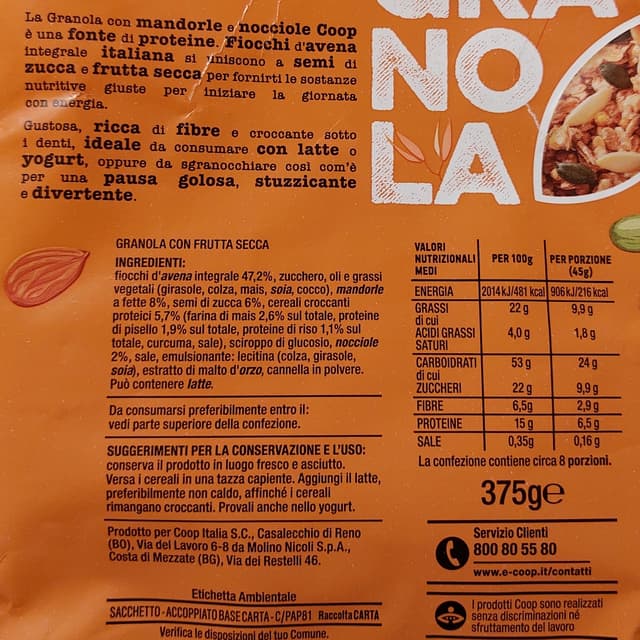 La Granola con mandorle e nocciole Coop
è una fonte di proteine. Fiocchi d'avena
integrale italiana si uniscono a semi di
zucca e frutta secca per fornirti le sostanze
nutritive giuste per iniziare la giornata
con energia.
Gustosa, ricca di fibre e croccante sotto
i denti, ideale da consumare con latte o
yogurt, oppure da sgranocchiare così com'è
per una pausa golosa, stuzzicante
e divertente.
GRA
NO
LA
GRANOLA CON FRUTTA SECCA
INGREDIENTI:
fiocchi d'avena integrale 47,2%, zucchero, oli e grassi
vegetali (girasole, colza, mais, soia, cocco), mandorle
a fette 8%, semi di zucca 6%, cereali croccanti
proteici 5,7% (farina di mais 2,6% sul totale, proteine
di pisello 1,9% sul totale, proteine di riso 1,1% sul
totale, curcuma, sale), sciroppo di glucosio, nocciole
2%, sale, emulsionante: lecitina (colza, girasole,
soia), estratto di malto d'orzo, cannella in polvere.
Può contenere latte.
Da consumarsi preferibilmente entro il:
vedi parte superiore della confezione.
SUGGERIMENTI PER LA CONSERVAZIONE E L'USO:
conserva il prodotto in luogo fresco e asciutto.
Versa i cereali in una tazza capiente. Aggiungi il latte,
preferibilmente non caldo, affinché i cereali
rimangano croccanti. Provali anche nello yogurt.
Prodotto per Coop Italia S.C., Casalecchio di Reno
(BO), Via del Lavoro 6-8 da Molino Nicoli S.p.A.,
Costa di Mezzate (BG), Via dei Restelli 46.
Etichetta Ambientale
SACCHETTO - ACCOPPIATO BASE CARTA - C/PAP81 Raccolta CARTA
Verifica le disposizioni del tuo Comune.
VALORI
NUTRIZIONALI PER 100g PER PORZIONE
MEDI (45g)
ENERGIA 2014 kJ/481 kcal 906 kJ/216 kcal
GRASSI 22 g 9,9 g
di cui
ACIDI GRASSI 4,0 g 1,8 g
SATURI
CARBOIDRATI 53 g 24 g
di cui
ZUCCHERI 22 g 9,9 g
FIBRE 6,5g 2,9 g
PROTEINE 15 g 6,5 g
SALE 0,35g 0,16 g
La confezione contiene circa 8 porzioni.
375g℮
Servizio Clienti
800 80 55 80
www.e-coop.it/contatti
I prodotti Coop sono realizzati
senza discriminazioni né
sfruttamento del lavoro